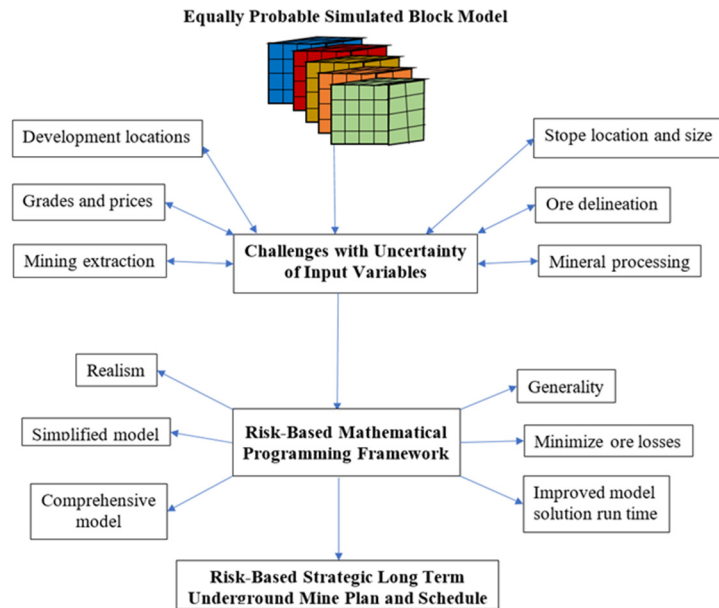 Equally Probable Simulated Block Model
Development locations
Stope location and size
Grades and prices
Ore delineation
Challenges with Uncertainty
of Input Variables
Mining extraction
Mineral processing
Realism
Generality
Simplified model
Risk-Based Mathematical
Programming Framework
Minimize ore losses
Comprehensive
model
Improved model
solution run time
Risk-Based Strategic Long Term
Underground Mine Plan and Schedule